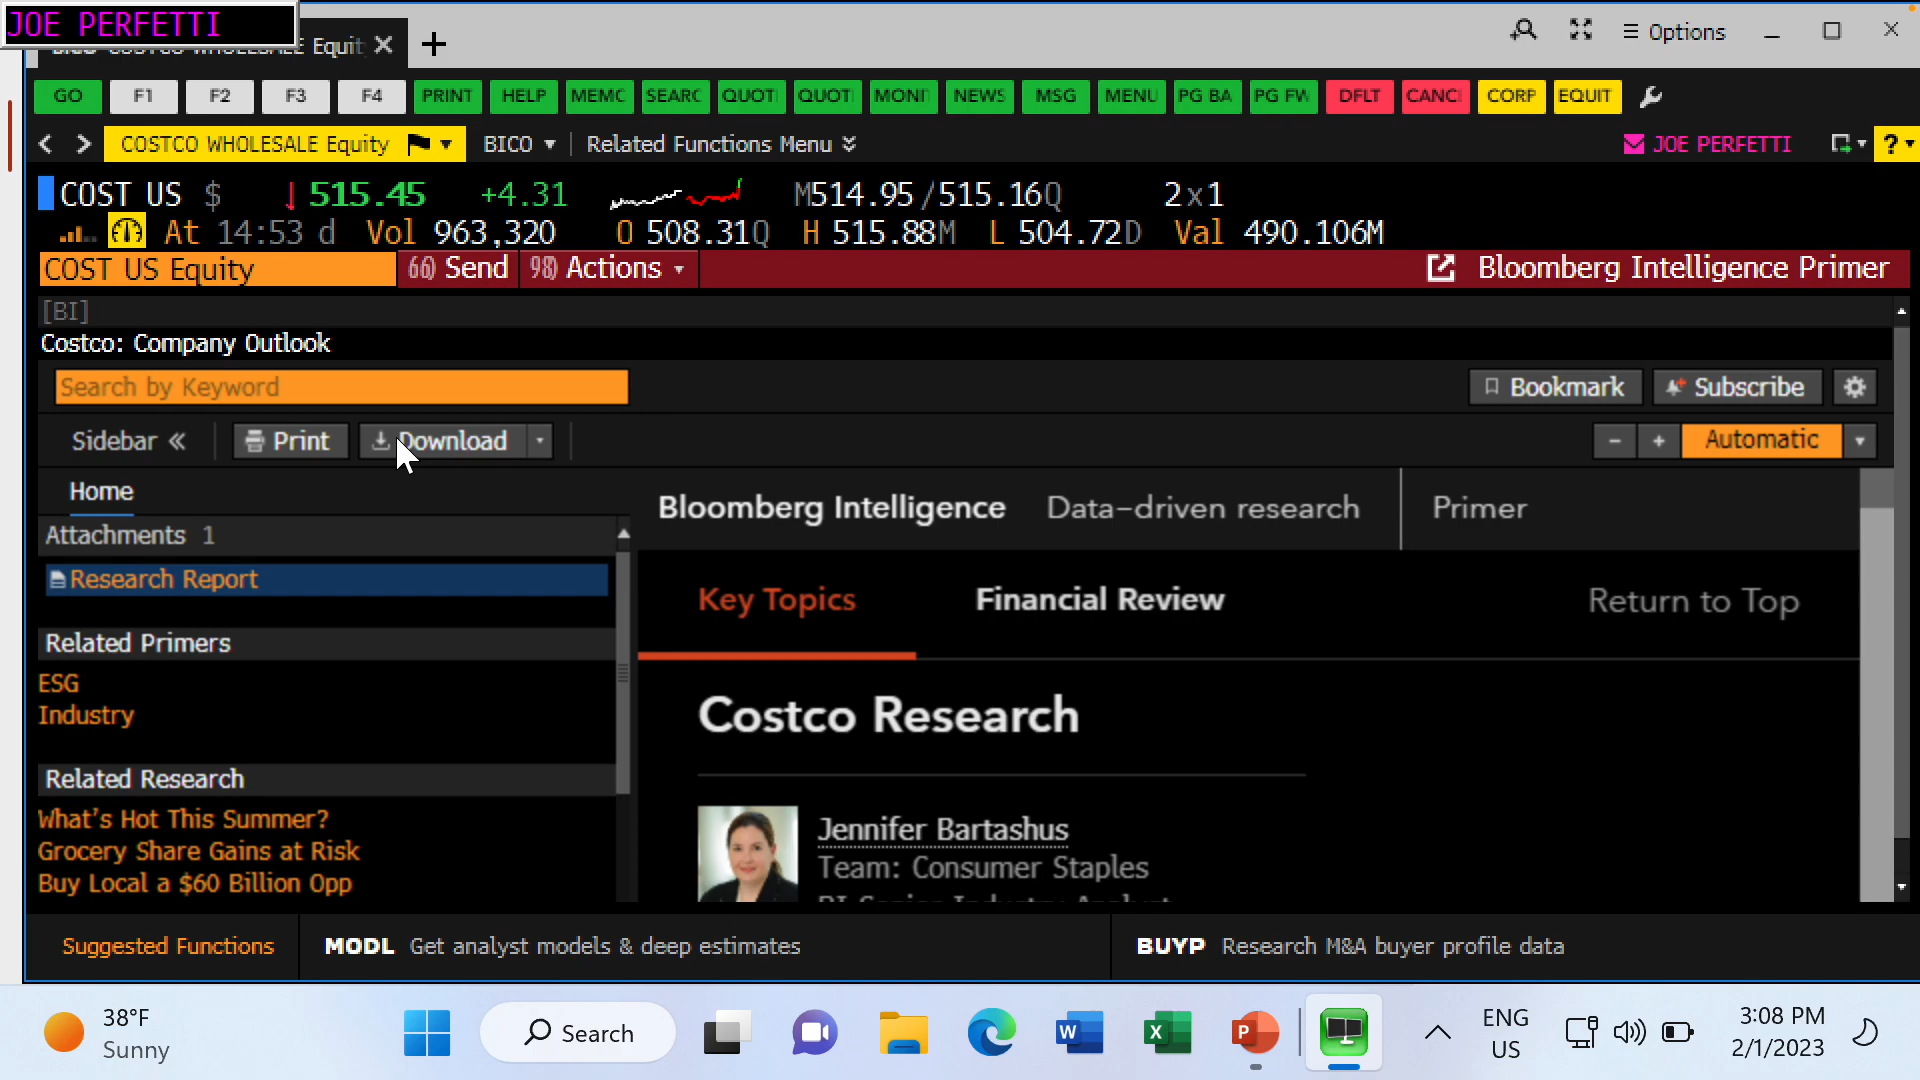 JOE PERFETTI
COSTCO WHOLESALE Equit
Options
GO F1 F2 F3 F4 PRINT HELP MEMC SEARC QUOT QUOT MONI NEWS MSG MENU PG BA PG FW DFLT CANC CORP EQUIT
COSTCO WHOLESALE Equity BICO Related Functions Menu JOE PERFETTI ?
COST US $ 515.45 +4.31 M514.95/515.16Q 2x1
At 14:53 d Vol 963,320 O 508.31Q H 515.88M L 504.72D Val 490.106M
COST US Equity 66) Send 98) Actions Bloomberg Intelligence Primer
[BI]
Costco: Company Outlook
Search by Keyword Bookmark Subscribe
Sidebar « Print Download - + Automatic
Home
Attachments 1
Research Report
Related Primers
ESG
Industry
Related Research
What's Hot This Summer?
Grocery Share Gains at Risk
Buy Local a $60 Billion Opp
Bloomberg Intelligence Data-driven research Primer
Key Topics Financial Review Return to Top
Costco Research
Jennifer Bartashus
Team: Consumer Staples
Suggested Functions MODL Get analyst models & deep estimates BUYP Research M&A buyer profile data
38°F
Sunny
Search
ENG
US
3:08 PM
2/1/2023